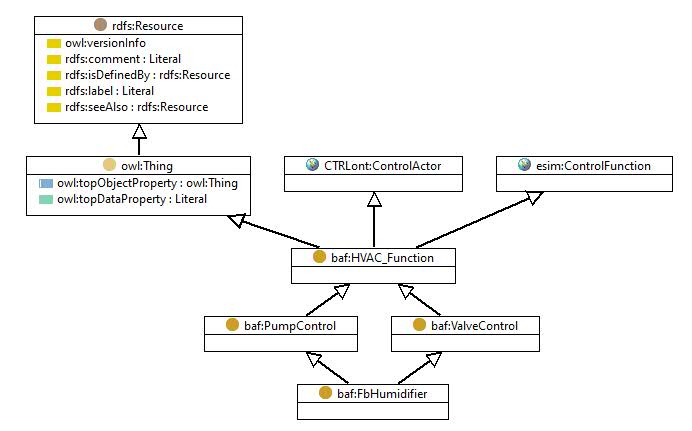 rdfs:Resource
owl:versionInfo
rdfs:comment : Literal
rdfs:isDefinedBy : rdfs:Resource
rdfs:label : Literal
rdfs:seeAlso : rdfs:Resource
owl:Thing
owl:topObjectProperty : owl:Thing
owl:topDataProperty : Literal
CTRLont:ControlActor
esim:ControlFunction
baf:HVAC_Function
baf:PumpControl
baf:ValveControl
baf:FbHumidifier